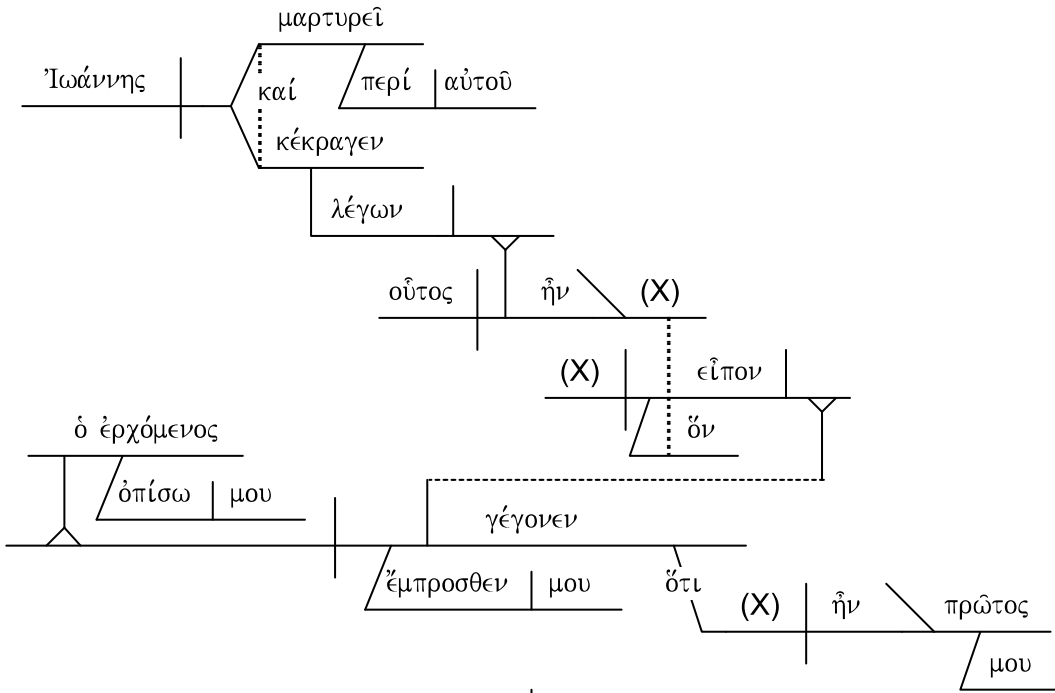 μαρτυρεῖ
Ἰωάννης
περί αὐτοῦ
καί
κέκραγεν
λέγων
οὗτος ἦν (X)
(X) εἶπον
ὅν
ὁ ἐρχόμενος
ὀπίσω μου
γέγονεν
ἔμπροσθεν μου
ὅτι
(X) ἦν πρῶτος
μου